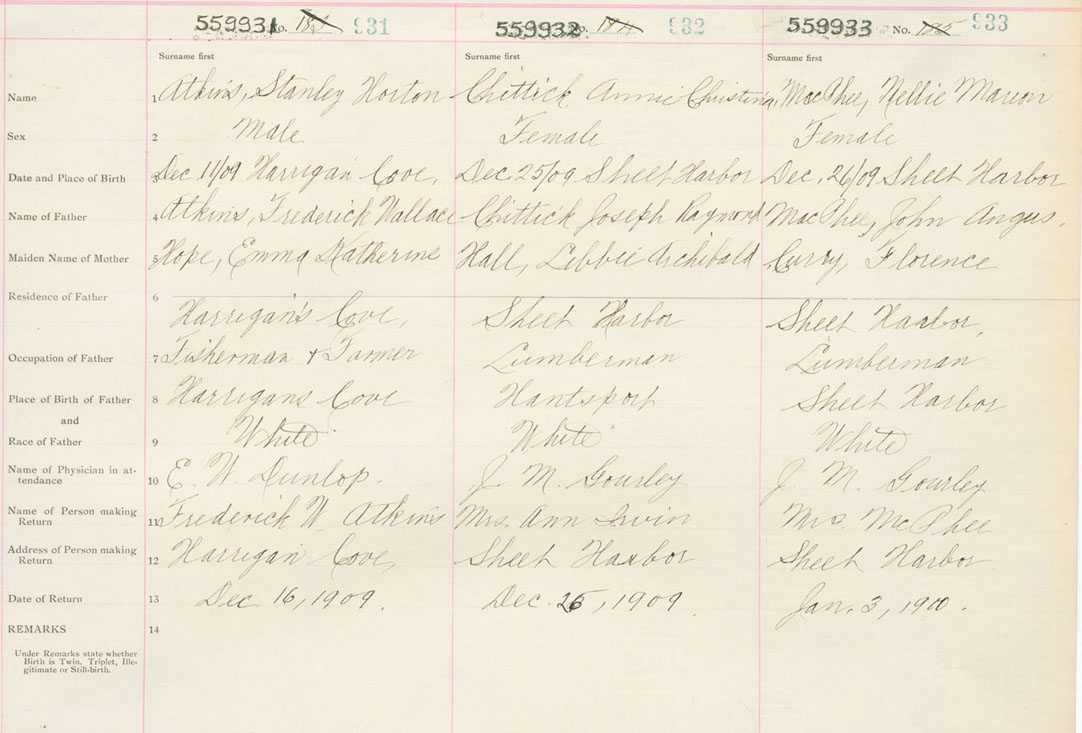 559931 No. 931 559932 No. 932 559933 No. 933
Surname first Surname first Surname first
Name 1 Atkins, Stanley Horton Chittick Annie Christina, MacPhee, Nellie Marion
Sex 2 Male Female Female
Date and Place of Birth 3 Dec 11/09 Harrigan Cove, Dec 25/09 Sheet Harbor Dec. 26/09 Sheet Harbor
Name of Father 4 Atkins, Frederick Wallace Chittick Joseph Raymond MacPhee, John Angus.
Maiden Name of Mother 5 Hope, Emma Katherine Hall, Libbie Archibald Curry, Florence
Residence of Father 6 Harrigan's Cove, Sheet Harbor Sheet Harbor,
Occupation of Father 7 Fisherman + Farmer Lumberman Lumberman
Place of Birth of Father 8 Harrigans Cove Hantsport Sheet Harbor
and
Race of Father 9 White White White
Name of Physician in at-
tendance 10 E. W. Dunlop. J. M. Gourley J. M. Gourley
Name of Person making
Return 11 Frederick W. Atkins Mrs. Ann Irwin Mrs. McPhee
Address of Person making
Return 12 Harrigan Cove, Sheet Harbor Sheet Harbor
Date of Return 13 Dec 16, 1909. Dec. 26, 1909 Jan. 3, 1910.
REMARKS 14
Under Remarks state whether
Birth is Twin, Triplet, Ille-
gitimate or Still-birth.